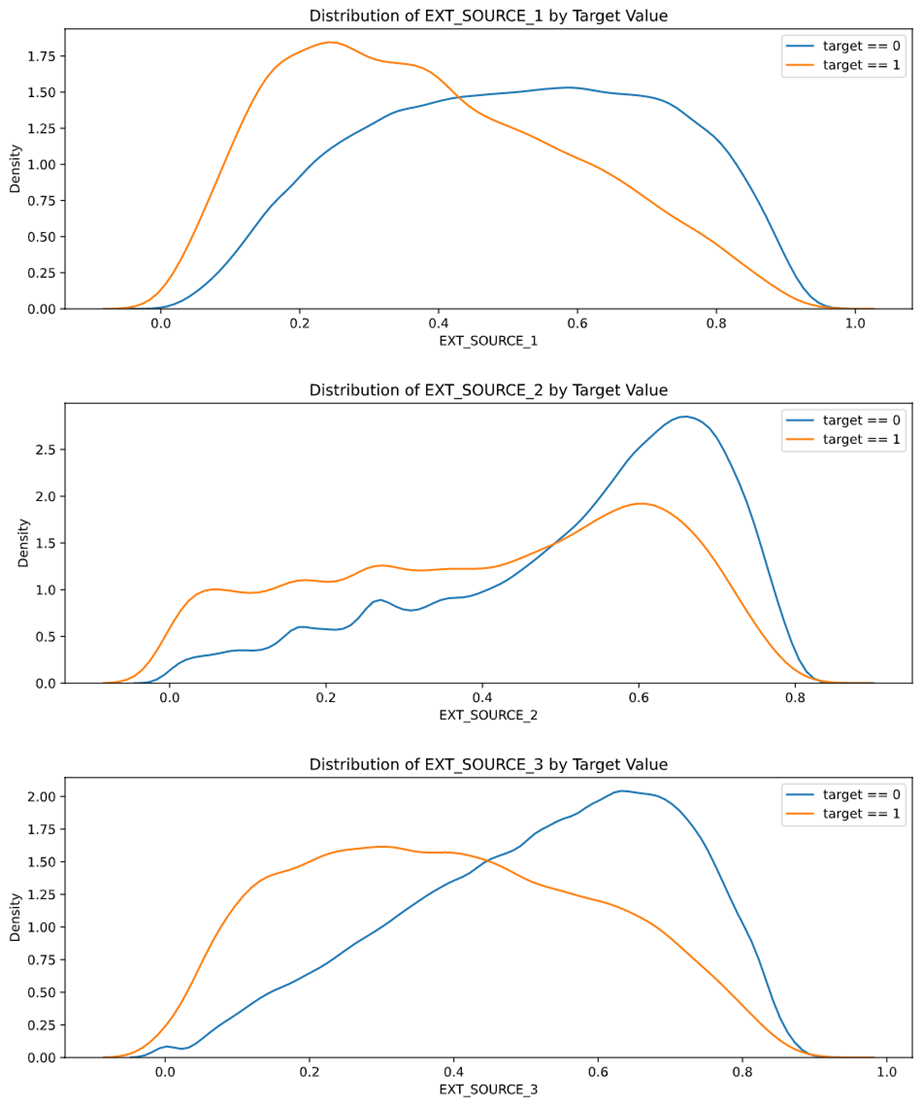 Distribution of EXT_SOURCE_1 by Target Value
target == 0
target == 1
1.75
1.50
1.25
1.00
0.75
0.50
0.25
0.00
Density
0.0 0.2 0.4 0.6 0.8 1.0
EXT_SOURCE_1
Distribution of EXT_SOURCE_2 by Target Value
target == 0
target == 1
2.5
2.0
1.5
1.0
0.5
0.0
Density
0.0 0.2 0.4 0.6 0.8
EXT_SOURCE_2
Distribution of EXT_SOURCE_3 by Target Value
target == 0
target == 1
2.00
1.75
1.50
1.25
1.00
0.75
0.50
0.25
0.00
Density
0.0 0.2 0.4 0.6 0.8 1.0
EXT_SOURCE_3